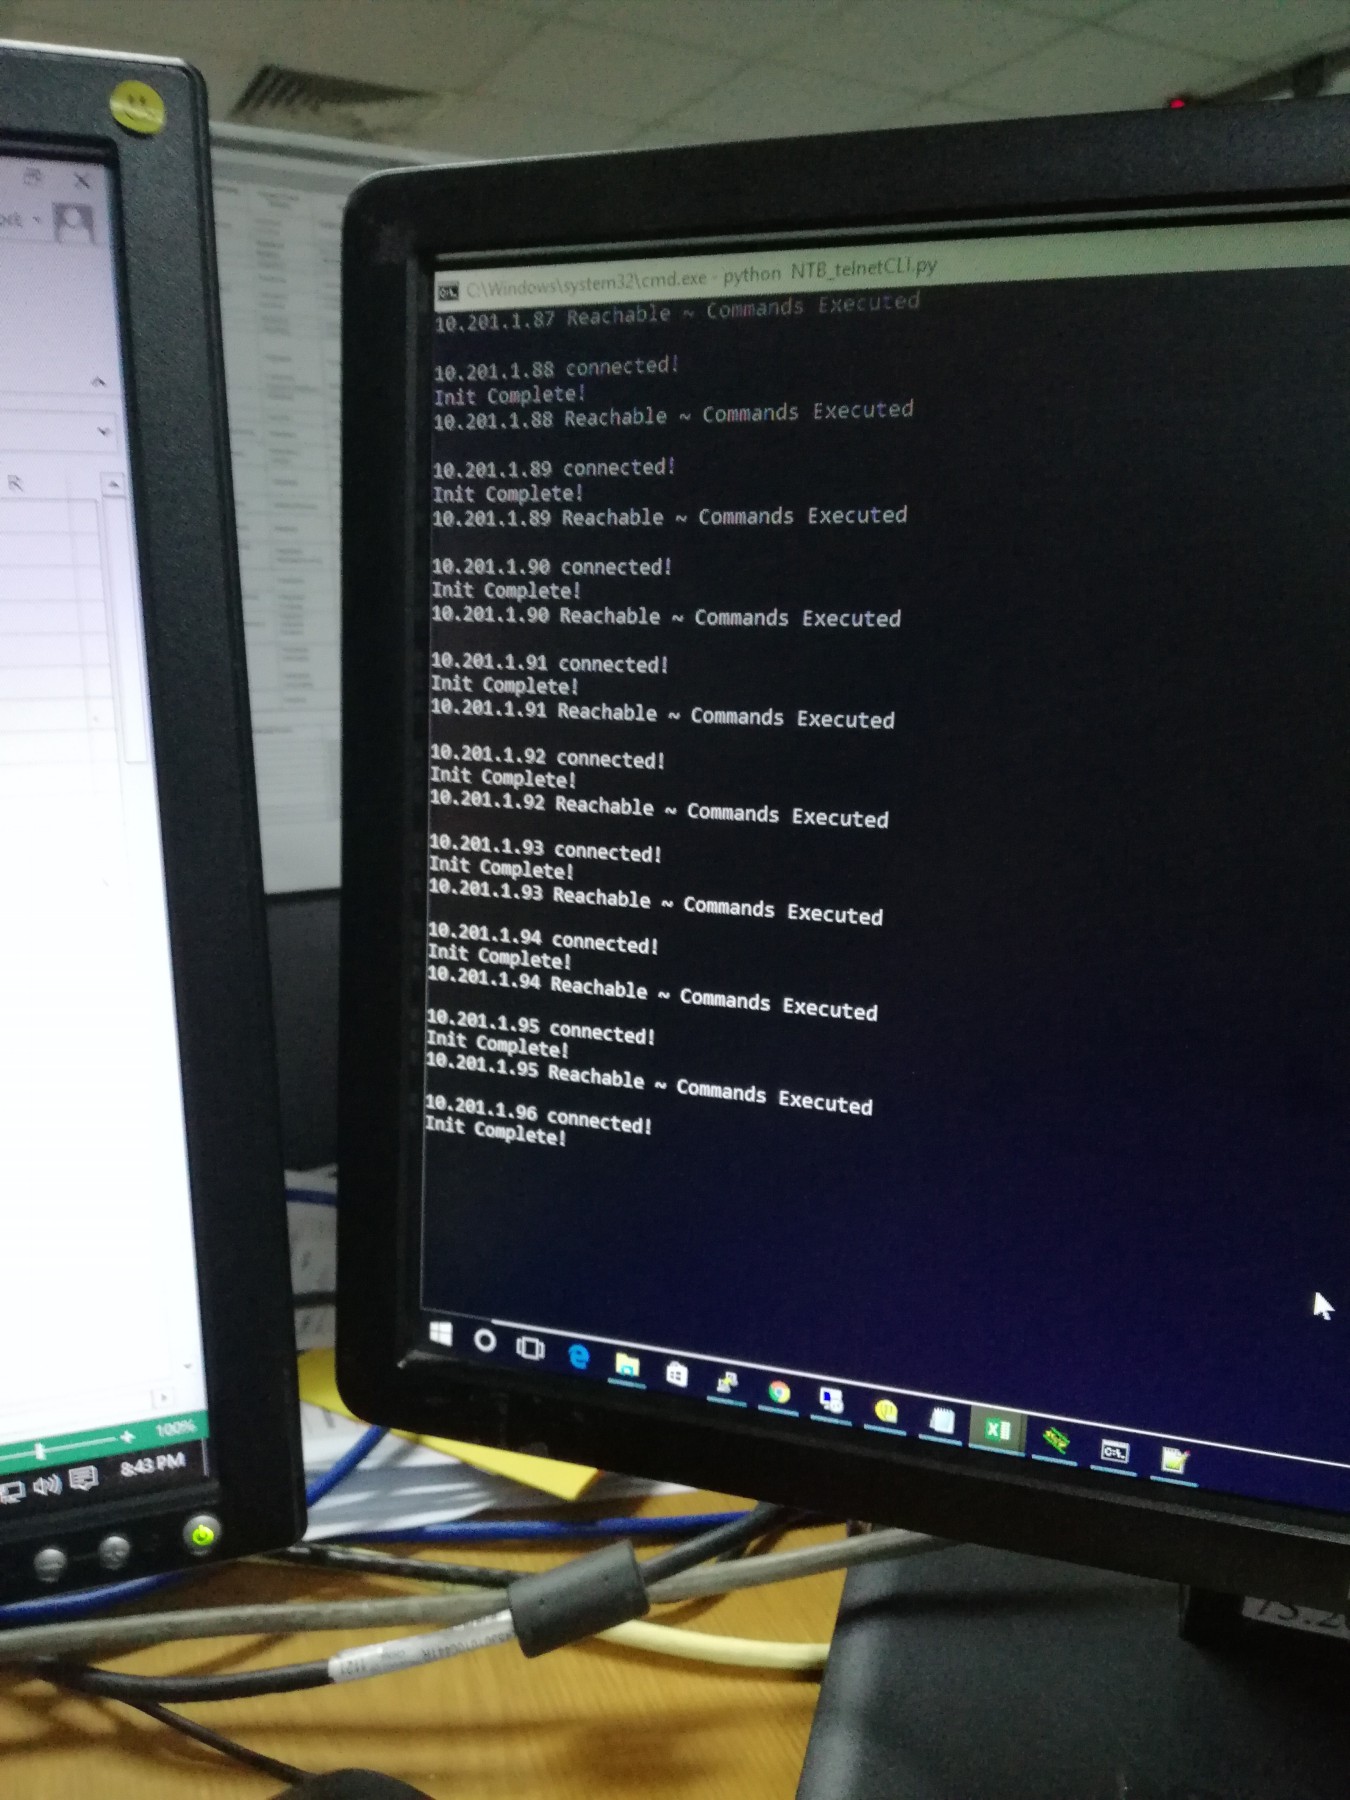 R
100%
8:43 PM
C:\Windows\system32\cmd.exe - python NTB_telnetCLI.py
10.201.1.87 Reachable ~ Commands Executed
10.201.1.88 connected!
Init Complete!
10.201.1.88 Reachable ~ Commands Executed
10.201.1.89 connected!
Init Complete!
10.201.1.89 Reachable ~ Commands Executed
10.201.1.90 connected!
Init Complete!
10.201.1.90 Reachable ~ Commands Executed
10.201.1.91 connected!
Init Complete!
10.201.1.91 Reachable ~ Commands Executed
10.201.1.92 connected!
Init Complete!
10.201.1.92 Reachable ~ Commands Executed
10.201.1.93 connected!
Init Complete!
10.201.1.93 Reachable ~ Commands Executed
10.201.1.94 connected!
Init Complete!
10.201.1.94 Reachable ~ Commands Executed
10.201.1.95 connected!
Init Complete!
10.201.1.95 Reachable ~ Commands Executed
10.201.1.96 connected!
Init Complete!